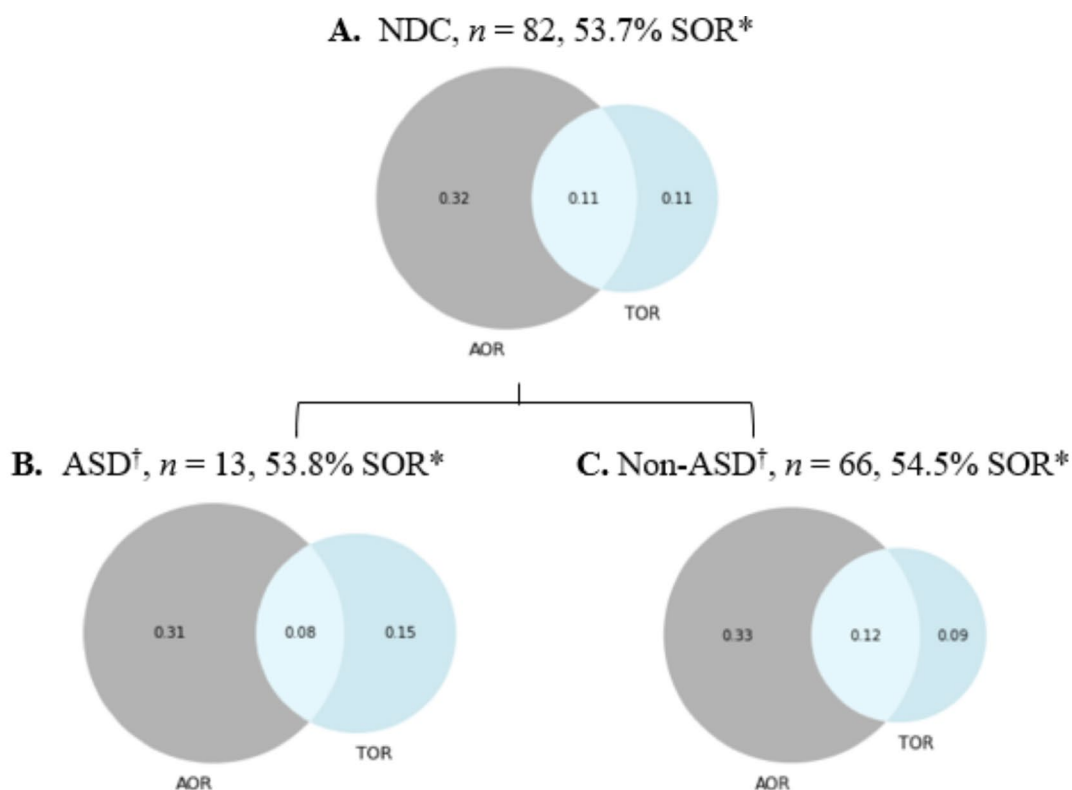 A. NDC, n = 82, 53.7% SOR*
0.32 0.11 0.11
TOR
AOR
B. ASD†, n = 13, 53.8% SOR* C. Non-ASD†, n = 66, 54.5% SOR*
0.31 0.08 0.15 0.33 0.12 0.09
TOR TOR
AOR AOR